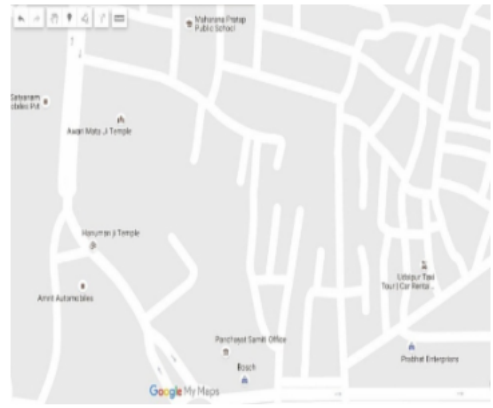 Maharana Pratap
Public School
Satyanam
Awari Mata Ji Temple
Hanuman ji Temple
Amrit Automobiles
Udaipur Taxi
Tour | Car Rental ...
Panchayat Samiti Office
Prabhat Enterprises
Bosch
Google My Maps